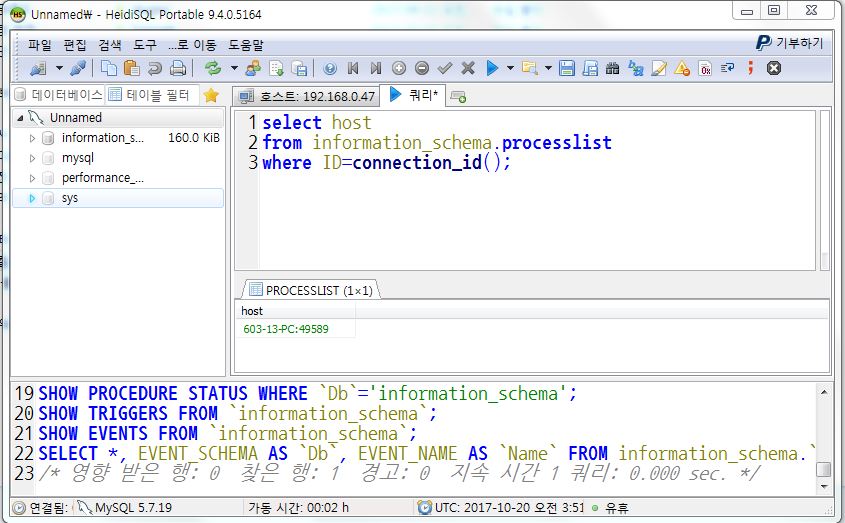 Unnamed\ - HeidiSQL Portable 9.4.0.5164
파일 편집 검색 도구 ...로 이동 도움말
기부하기
데이터베이스 테이블 필터
호스트: 192.168.0.47 쿼리*
Unnamed
information_s... 160.0 KiB
mysql
performance_...
sys
1 select host
2 from information_schema.processlist
3 where ID=connection_id();
PROCESSLIST (1×1)
host
603-13-PC:49589
19 SHOW PROCEDURE STATUS WHERE `Db`='information_schema';
20 SHOW TRIGGERS FROM `information_schema`;
21 SHOW EVENTS FROM `information_schema`;
22 SELECT *, EVENT_SCHEMA AS `Db`, EVENT_NAME AS `Name` FROM information_schema.`
23 /* 영향 받은 행: 0 찾은 행: 1 경고: 0 지속 시간 1 쿼리: 0.000 sec. */
연결됨: MySQL 5.7.19 가동 시간: 00:02 h UTC: 2017-10-20 오전 3:51 유휴